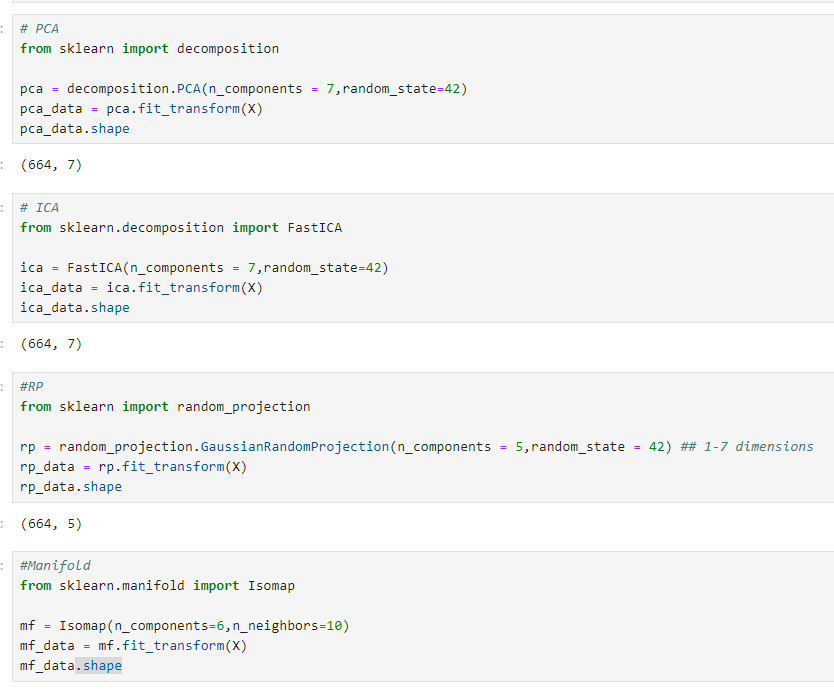 # PCA
from sklearn import decomposition
pca = decomposition.PCA(n_components = 7,random_state=42)
pca_data = pca.fit_transform(X)
pca_data.shape
(664, 7)
# ICA
from sklearn.decomposition import FastICA
ica = FastICA(n_components = 7,random_state=42)
ica_data = ica.fit_transform(X)
ica_data.shape
(664, 7)
#RP
from sklearn import random_projection
rp = random_projection.GaussianRandomProjection(n_components = 5,random_state = 42) ## 1-7 dimensions
rp_data = rp.fit_transform(X)
rp_data.shape
(664, 5)
#Manifold
from sklearn.manifold import Isomap
mf = Isomap(n_components=6,n_neighbors=10)
mf_data = mf.fit_transform(X)
mf_data.shape